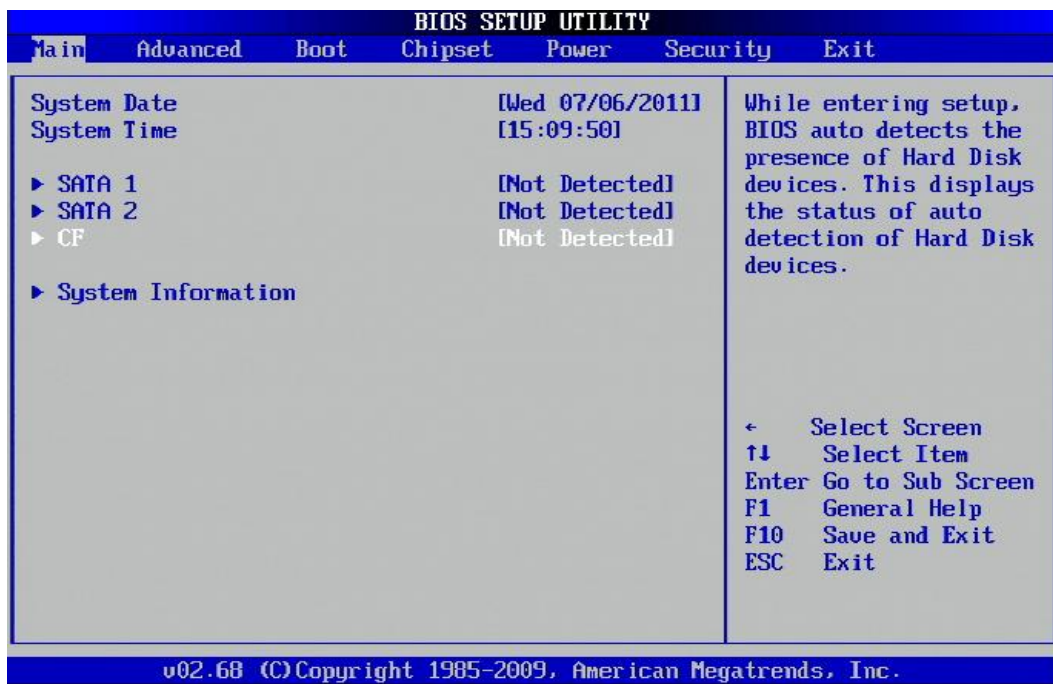 BIOS SETUP UTILITY
Main Advanced Boot Chipset Power Security Exit
System Date [Wed 07/06/2011]
System Time [15:09:50]
▶ SATA 1 [Not Detected]
▶ SATA 2 [Not Detected]
▶ CF [Not Detected]
▶ System Information
While entering setup,
BIOS auto detects the
presence of Hard Disk
devices. This displays
the status of auto
detection of Hard Disk
devices.
← Select Screen
↑↓ Select Item
Enter Go to Sub Screen
F1 General Help
F10 Save and Exit
ESC Exit
v02.68 (C)Copyright 1985-2009, American Megatrends, Inc.